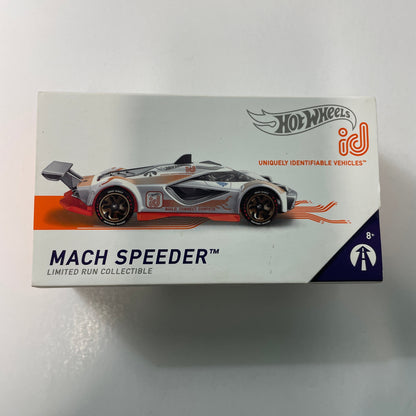 HOT WHEELS
id
UNIQUELY IDENTIFIABLE VEHICLES™
MACH SPEEDER™
LIMITED RUN COLLECTIBLE
8+